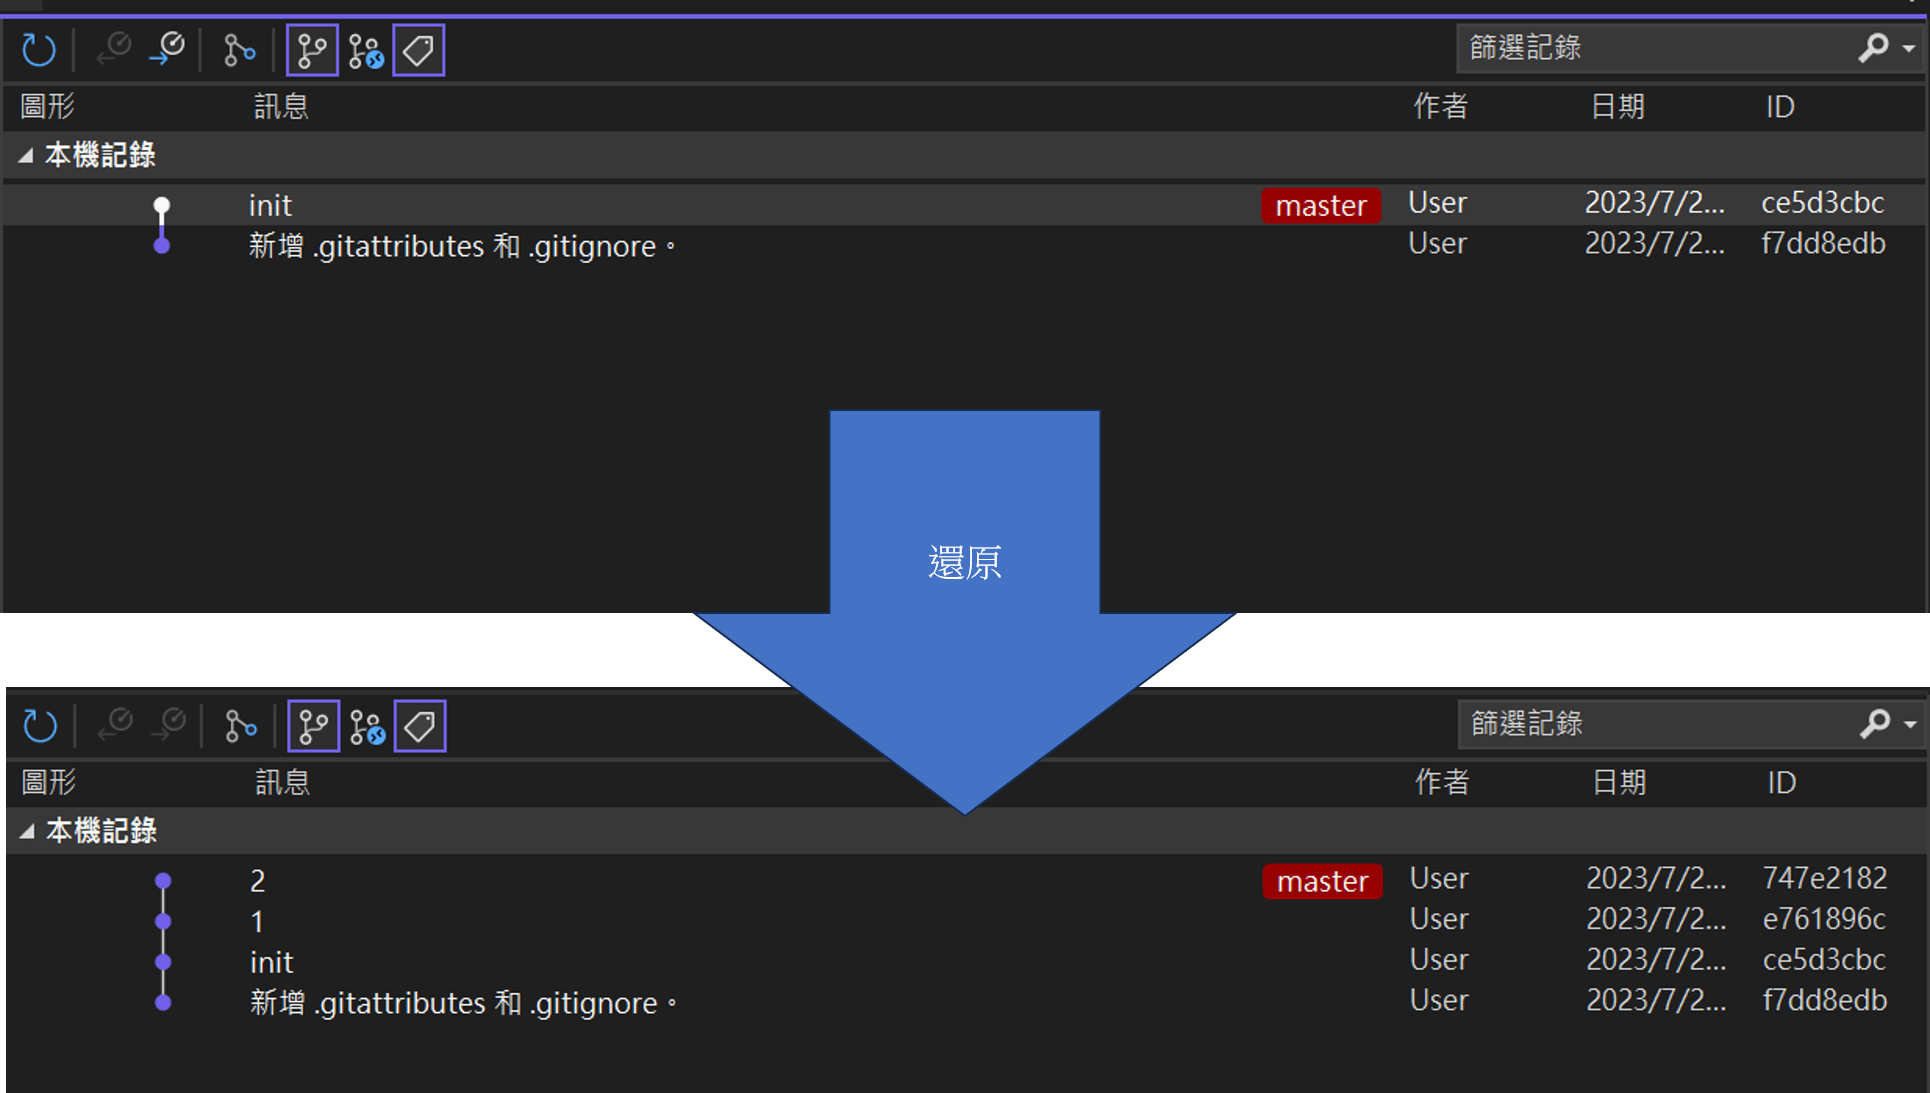 篩選記錄
圖形 訊息 作者 日期 ID
本機記錄
init master User 2023/7/2... ce5d3cbc
新增 .gitattributes 和 .gitignore。 User 2023/7/2... f7dd8edb
還原
篩選記錄
圖形 訊息 作者 日期 ID
本機記錄
2 master User 2023/7/2... 747e2182
1 User 2023/7/2... e761896c
init User 2023/7/2... ce5d3cbc
新增 .gitattributes 和 .gitignore。 User 2023/7/2... f7dd8edb